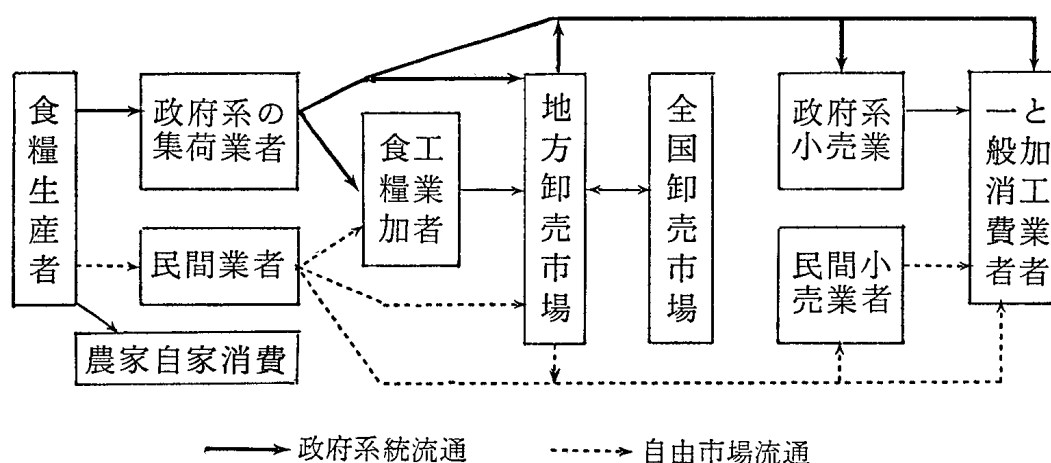 食糧生産者
政府系の
集荷業者
民間業者
農家自家消費
食糧加
工業者
地方卸売市場
全国卸売市場
政府系
小売業
民間小
売業者
一般消費者
と加工業者
政府系統流通
自由市場流通